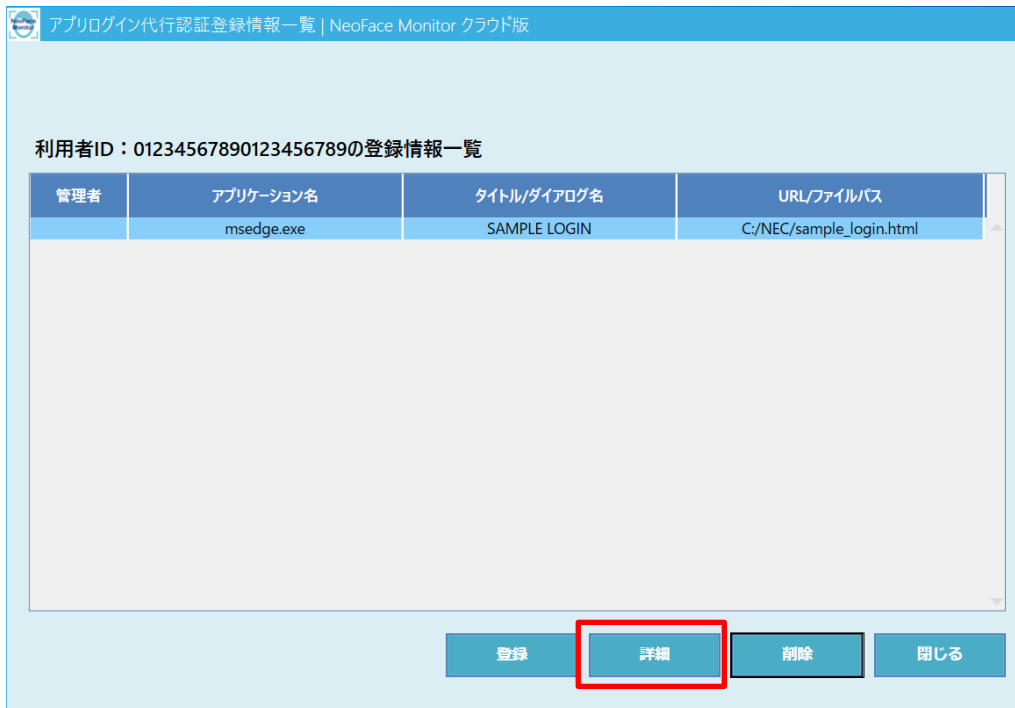 NeoFace
Monitor
アプリログイン代行認証登録情報一覧 | NeoFace Monitor クラウド版
利用者ID：01234567890123456789の登録情報一覧
管理者 アプリケーション名 タイトル/ダイアログ名 URL/ファイルパス
msedge.exe SAMPLE LOGIN C:/NEC/sample_login.html
登録 詳細 削除 閉じる